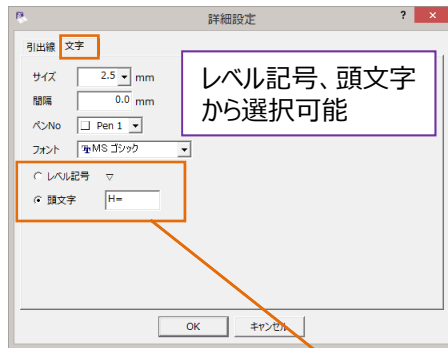 詳細設定
?
×
引出線 文字
レベル記号、頭文字
から選択可能
サイズ 2.5 mm
間隔 0.0 mm
ペンNo Pen 1
フォント MS ゴシック
レベル記号 ▽
頭文字 H=
OK キャンセル